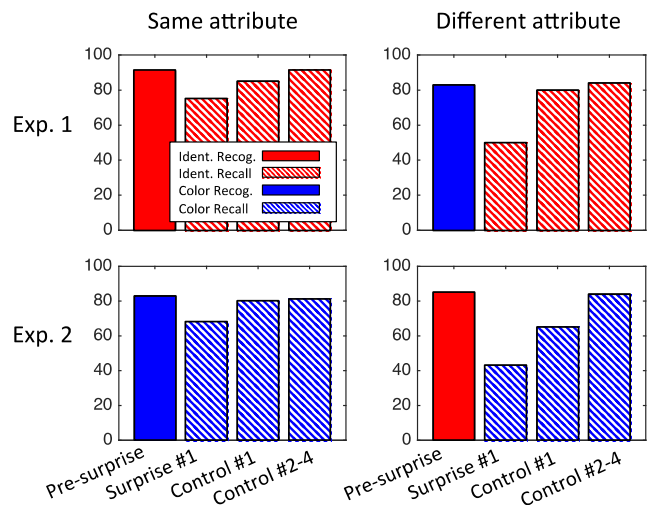 Same attribute
Different attribute
Exp. 1
100
80
60
40
20
0
Ident. Recog.
Ident. Recall
Color Recog.
Color Recall
100
80
60
40
20
0
Exp. 2
100
80
60
40
20
0
Pre-surprise
Surprise #1
Control #1
Control #2-4
100
80
60
40
20
0
Pre-surprise
Surprise #1
Control #1
Control #2-4